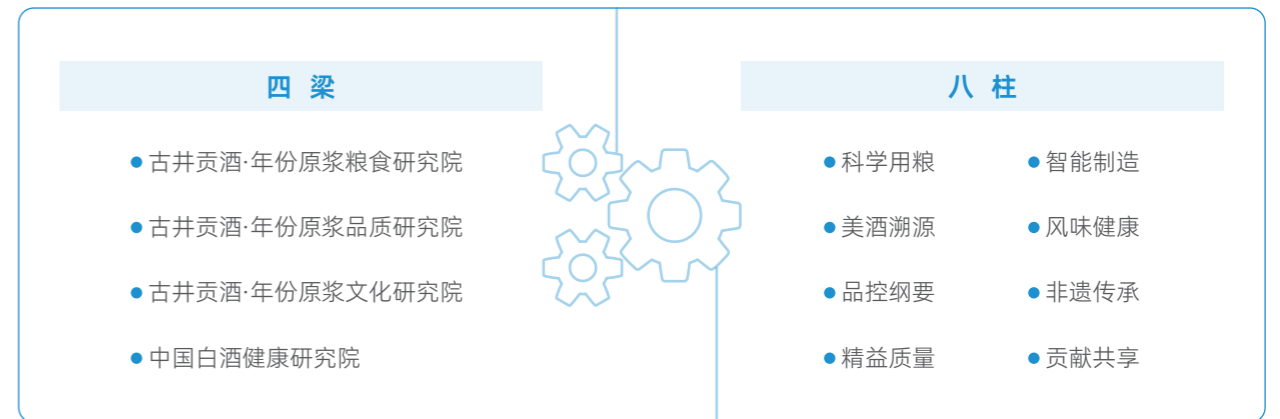 四 梁
●古井贡酒·年份原浆粮食研究院
●古井贡酒·年份原浆品质研究院
●古井贡酒·年份原浆文化研究院
●中国白酒健康研究院
八 柱
●科学用粮 ●智能制造
●美酒溯源 ●风味健康
●品控纲要 ●非遗传承
●精益质量 ●贡献共享